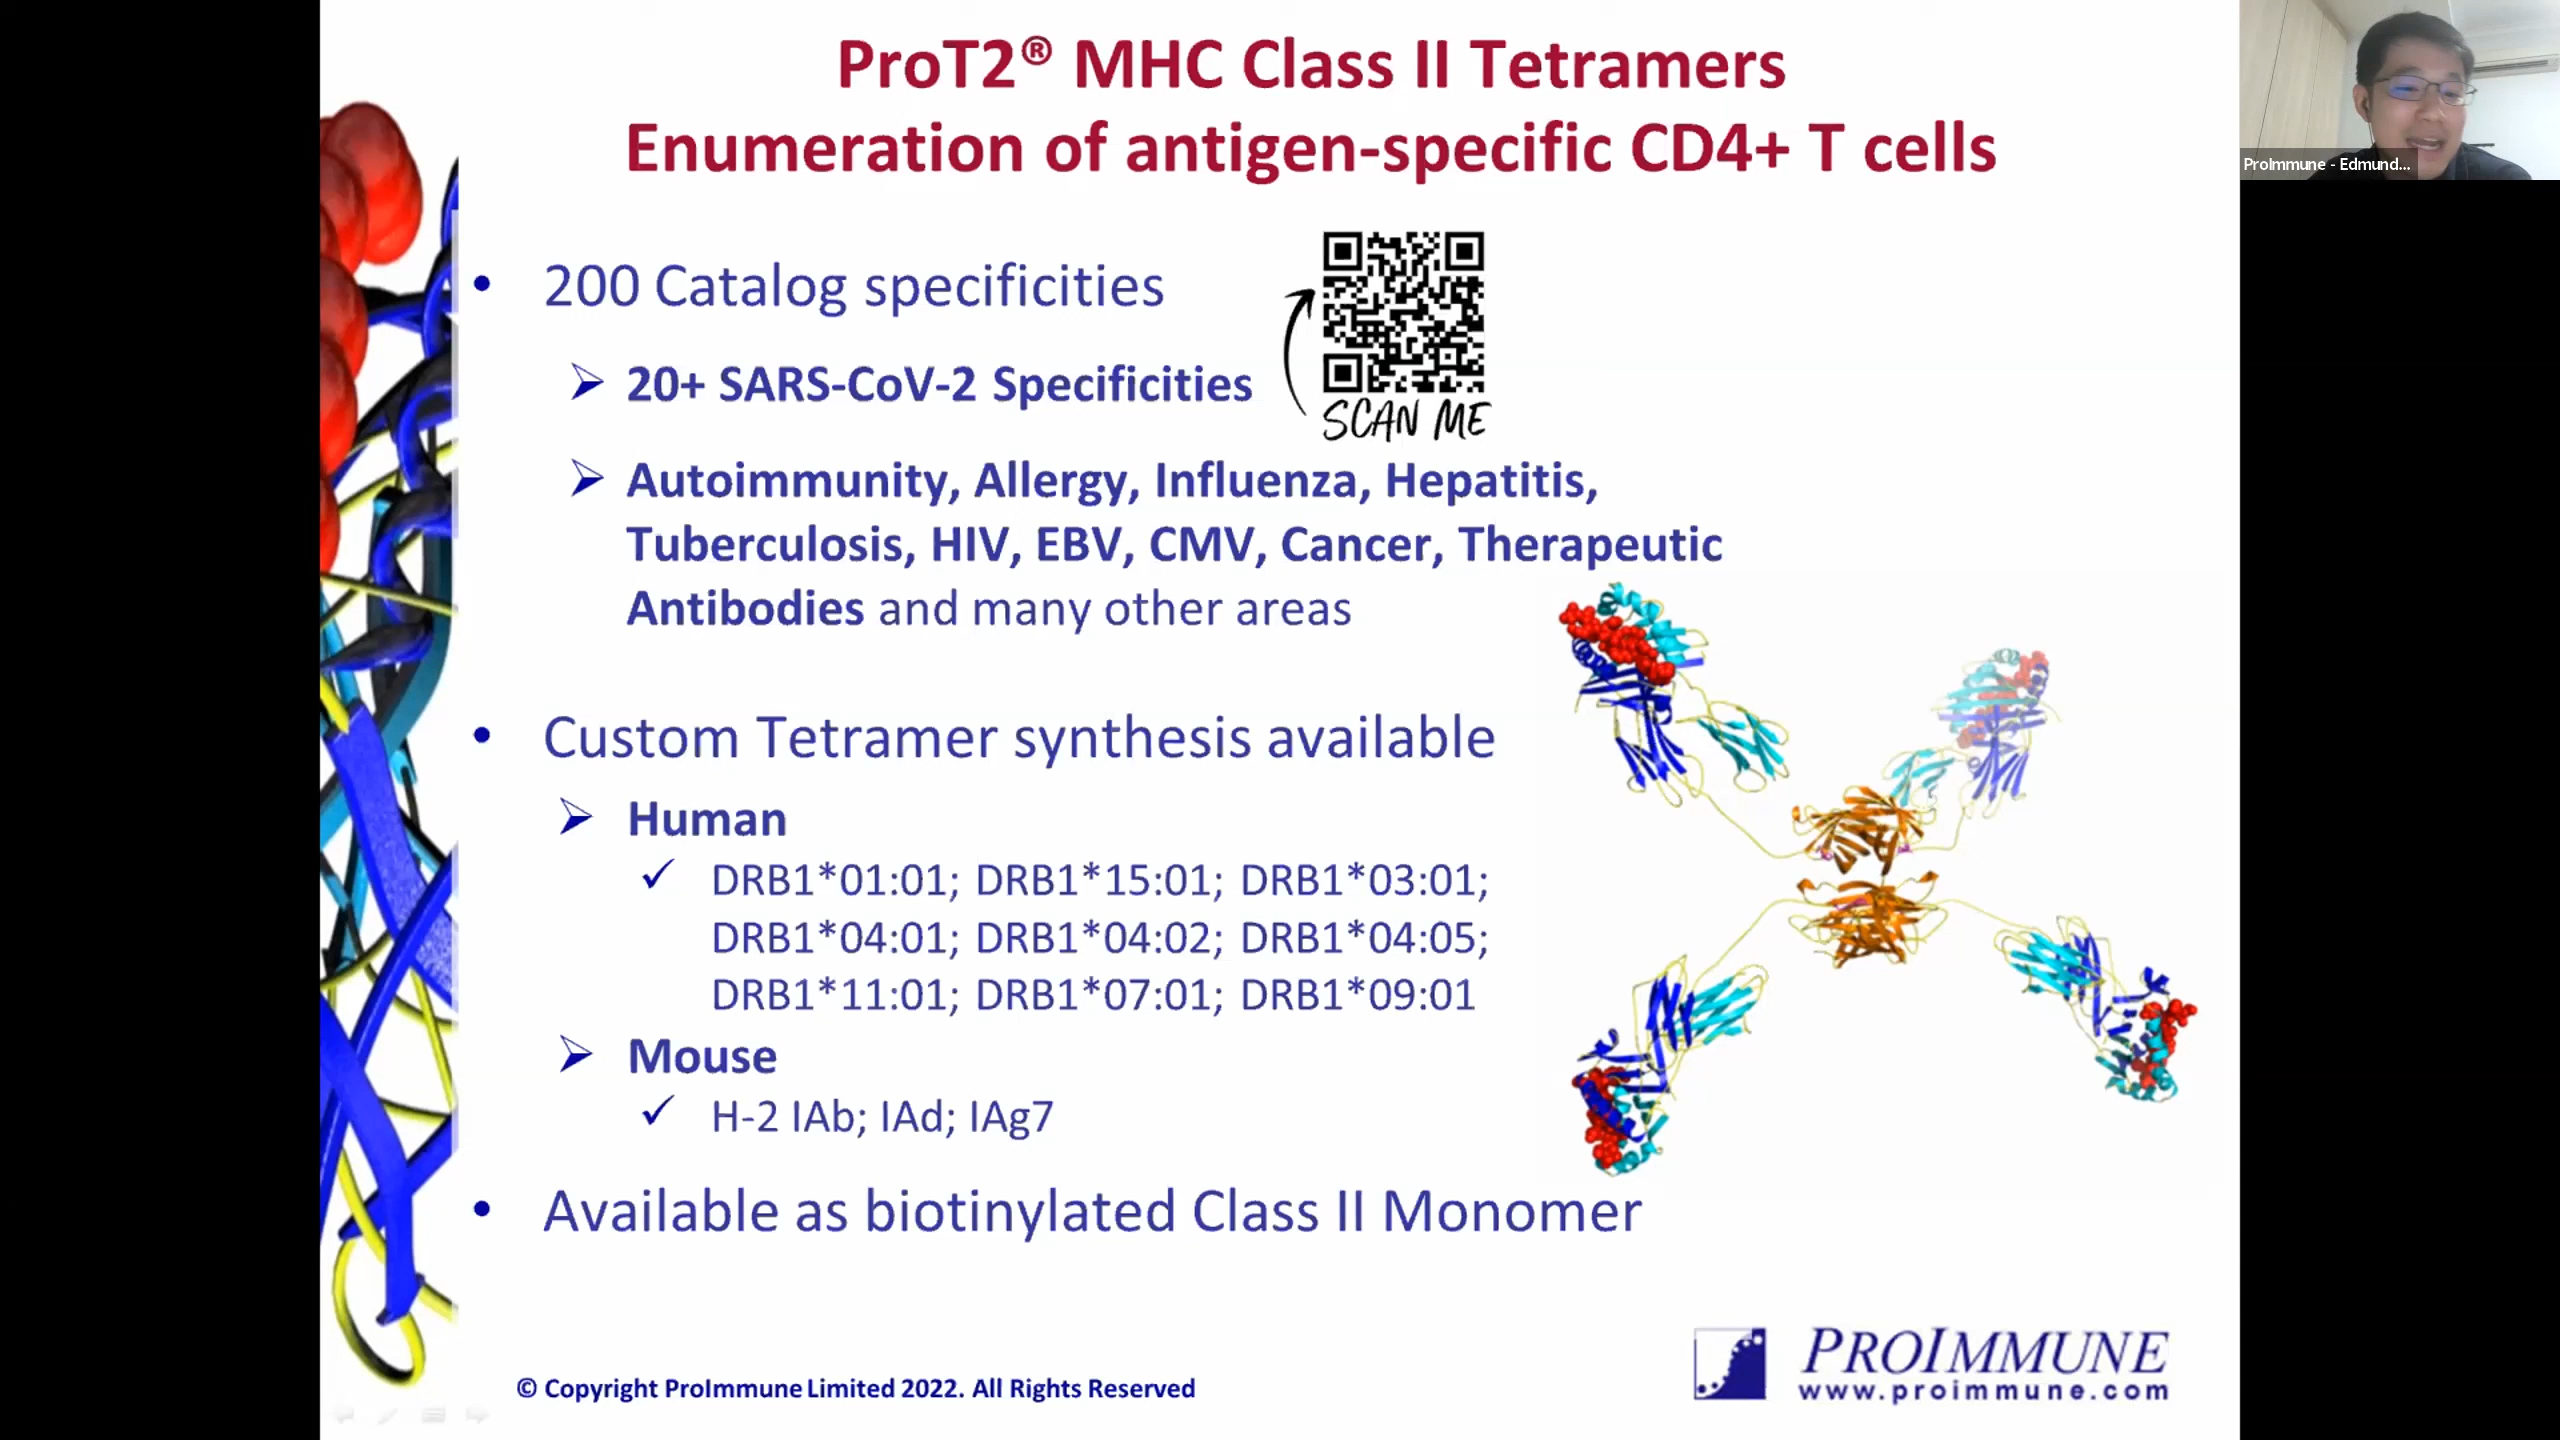 ProT2® MHC Class II Tetramers
Enumeration of antigen-specific CD4+ T cells
ProImmune - Edmund...
• 200 Catalog specificities
➢ 20+ SARS-CoV-2 Specificities
SCAN ME
➢ Autoimmunity, Allergy, Influenza, Hepatitis,
Tuberculosis, HIV, EBV, CMV, Cancer, Therapeutic
Antibodies and many other areas
• Custom Tetramer synthesis available
➢ Human
✓ DRB1*01:01; DRB1*15:01; DRB1*03:01;
DRB1*04:01; DRB1*04:02; DRB1*04:05;
DRB1*11:01; DRB1*07:01; DRB1*09:01
➢ Mouse
✓ H-2 IAb; IAd; IAg7
• Available as biotinylated Class II Monomer
© Copyright ProImmune Limited 2022. All Rights Reserved
PROIMMUNE
www.proimmune.com